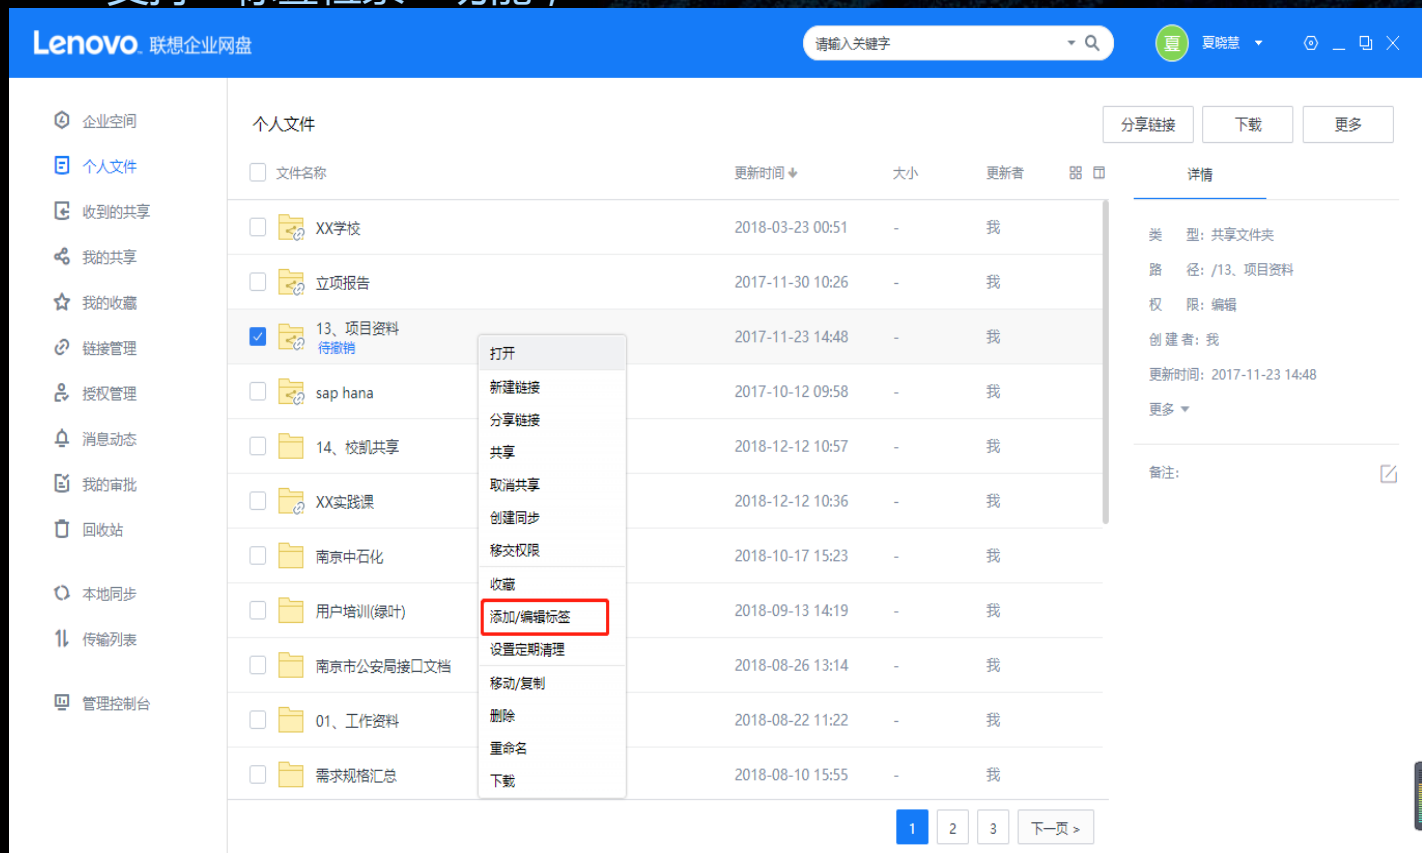 Lenovo 联想企业网盘
请输入关键字
夏 夏晓慧
企业空间
个人文件
收到的共享
我的共享
我的收藏
链接管理
授权管理
消息动态
我的审批
回收站
本地同步
传输列表
管理控制台
个人文件
分享链接 下载 更多
文件名称 更新时间 大小 更新者
XX学校 2018-03-23 00:51 - 我
立项报告 2017-11-30 10:26 - 我
13、项目资料 2017-11-23 14:48 - 我
待撤销
sap hana 2017-10-12 09:58 - 我
14、校凯共享 2018-12-12 10:57 - 我
XX实践课 2018-12-12 10:36 - 我
南京中石化 2018-10-17 15:23 - 我
用户培训(绿叶) 2018-09-13 14:19 - 我
南京市公安局接口文档 2018-08-26 13:14 - 我
01、工作资料 2018-08-22 11:22 - 我
需求规格汇总 2018-08-10 15:55 - 我
打开
新建链接
分享链接
共享
取消共享
创建同步
移交权限
收藏
添加/编辑标签
设置定期清理
移动/复制
删除
重命名
下载
1 2 3 下一页 >
详情
类 型: 共享文件夹
路 径: /13、项目资料
权 限: 编辑
创建者: 我
更新时间: 2017-11-23 14:48
更多
备注: